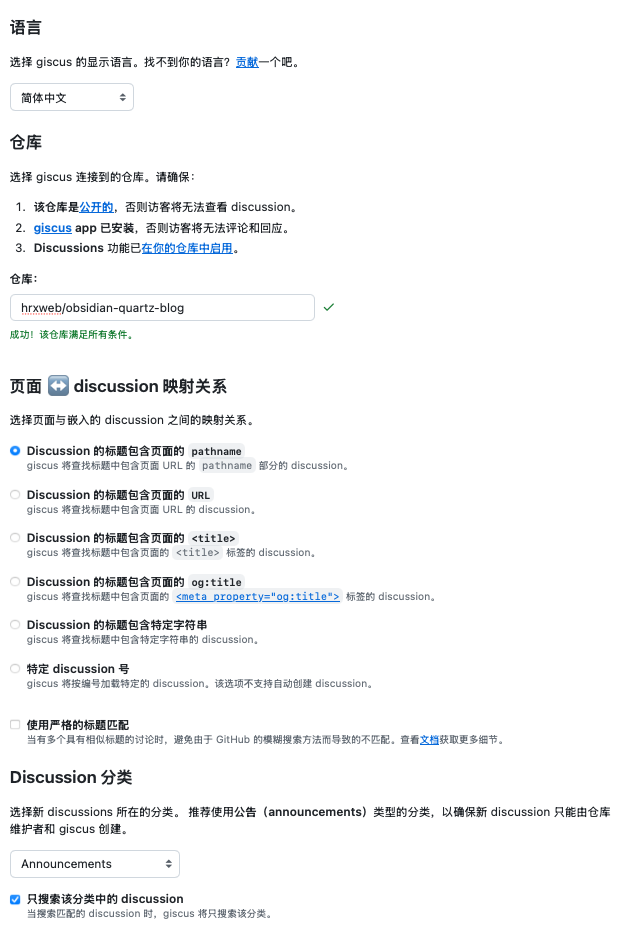 语言
选择 giscus 的显示语言。找不到你的语言？贡献一个吧。
简体中文
仓库
选择 giscus 连接到的仓库。请确保：
1. 该仓库是公开的，否则访客将无法查看 discussion。
2. giscus app 已安装，否则访客将无法评论和回应。
3. Discussions 功能已在你的仓库中启用。
仓库：
hrxweb/obsidian-quartz-blog
成功！该仓库满足所有条件。
页面 ↔️ discussion 映射关系
选择页面与嵌入的 discussion 之间的映射关系。
Discussion 的标题包含页面的 pathname
giscus 将查找标题中包含页面 URL 的 pathname 部分的 discussion。
Discussion 的标题包含页面的 URL
giscus 将查找标题中包含页面 URL 的 discussion。
Discussion 的标题包含页面的 <title>
giscus 将查找标题中包含页面的 <title> 标签的 discussion。
Discussion 的标题包含页面的 og:title
giscus 将查找标题中包含页面的 <meta property="og:title"> 标签的 discussion。
Discussion 的标题包含特定字符串
giscus 将查找标题中包含特定字符串的 discussion。
特定 discussion 号
giscus 将按编号加载特定的 discussion。该选项不支持自动创建 discussion。
使用严格的标题匹配
当有多个具有相似标题的讨论时，避免由于 GitHub 的模糊搜索方法而导致的不匹配。查看文档获取更多细节。
Discussion 分类
选择新 discussions 所在的分类。 推荐使用公告（announcements）类型的分类，以确保新 discussion 只能由仓库
维护者和 giscus 创建。
Announcements
只搜索该分类中的 discussion
当搜索匹配的 discussion 时，giscus 将只搜索该分类。